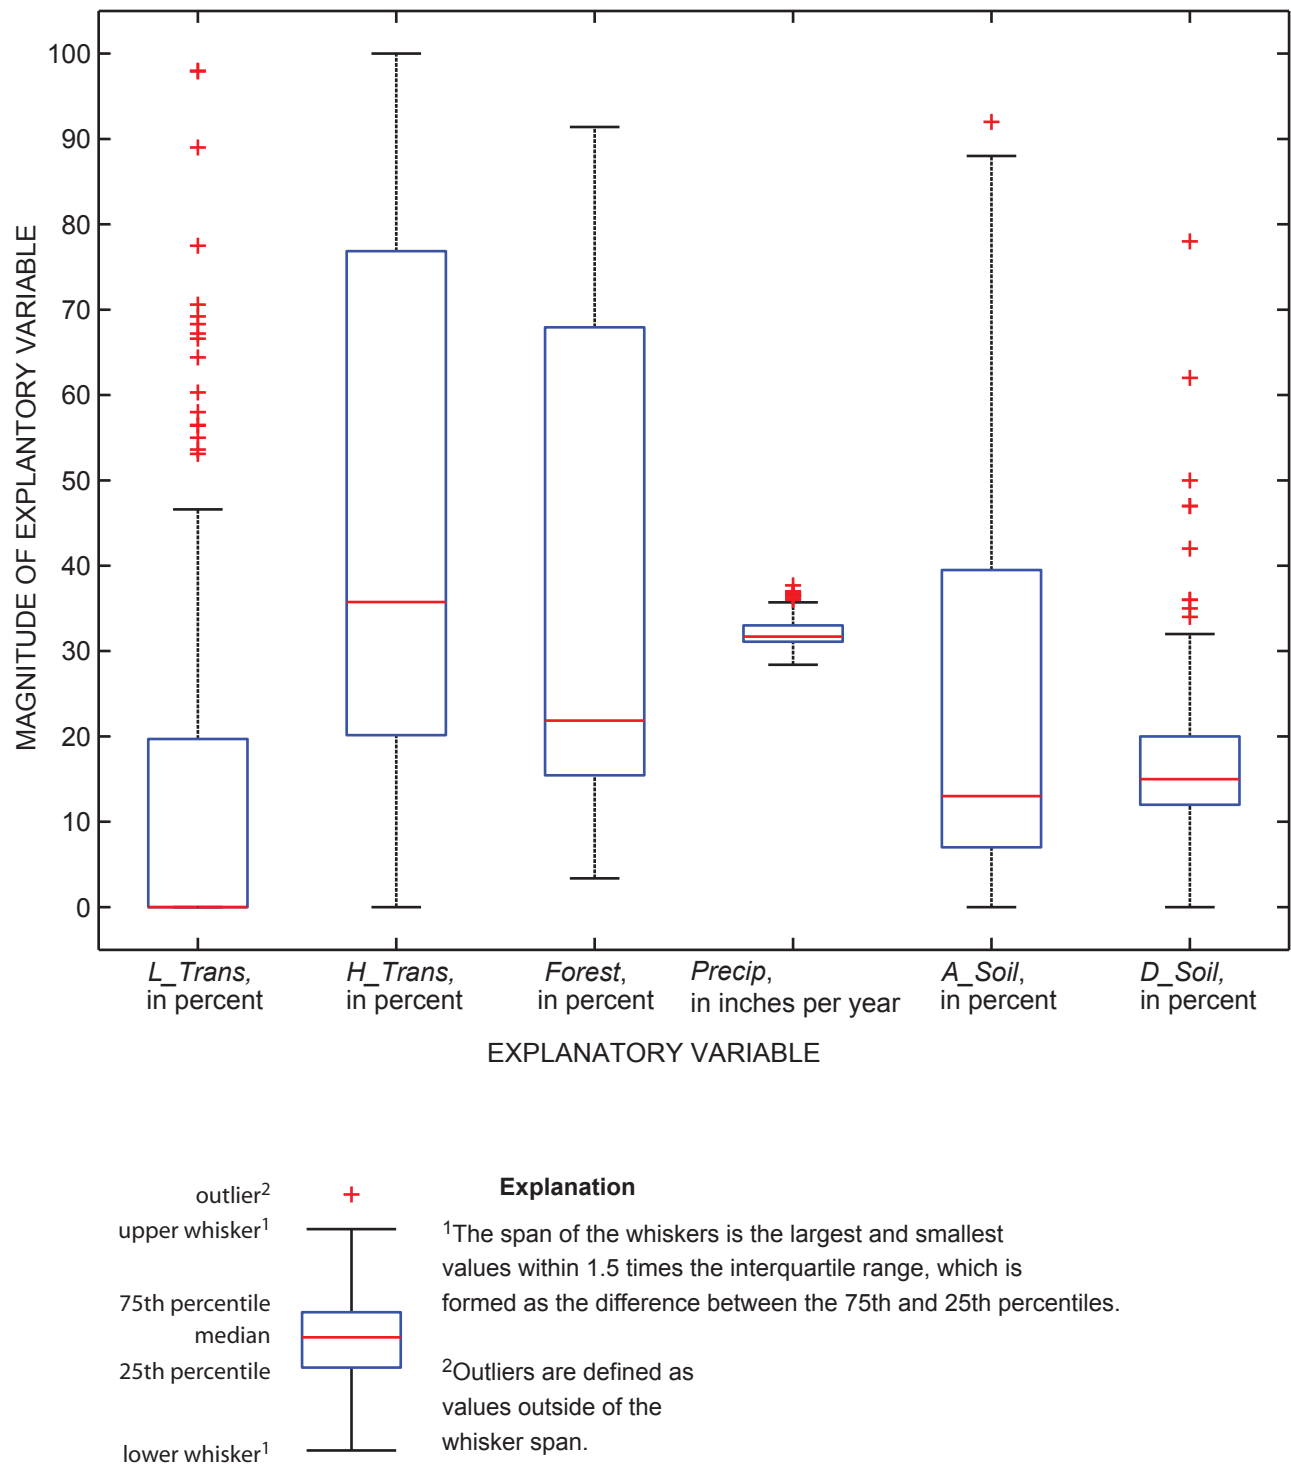 MAGNITUDE OF EXPLANTORY VARIABLE
100
90
80
70
60
50
40
30
20
10
0
L_Trans,
in percent
H_Trans,
in percent
Forest,
in percent
Precip,
in inches per year
A_Soil,
in percent
D_Soil,
in percent
EXPLANATORY VARIABLE
Explanation
outlier2
upper whisker1
75th percentile
median
25th percentile
lower whisker1
1The span of the whiskers is the largest and smallest
values within 1.5 times the interquartile range, which is
formed as the difference between the 75th and 25th percentiles.
2Outliers are defined as
values outside of the
whisker span.